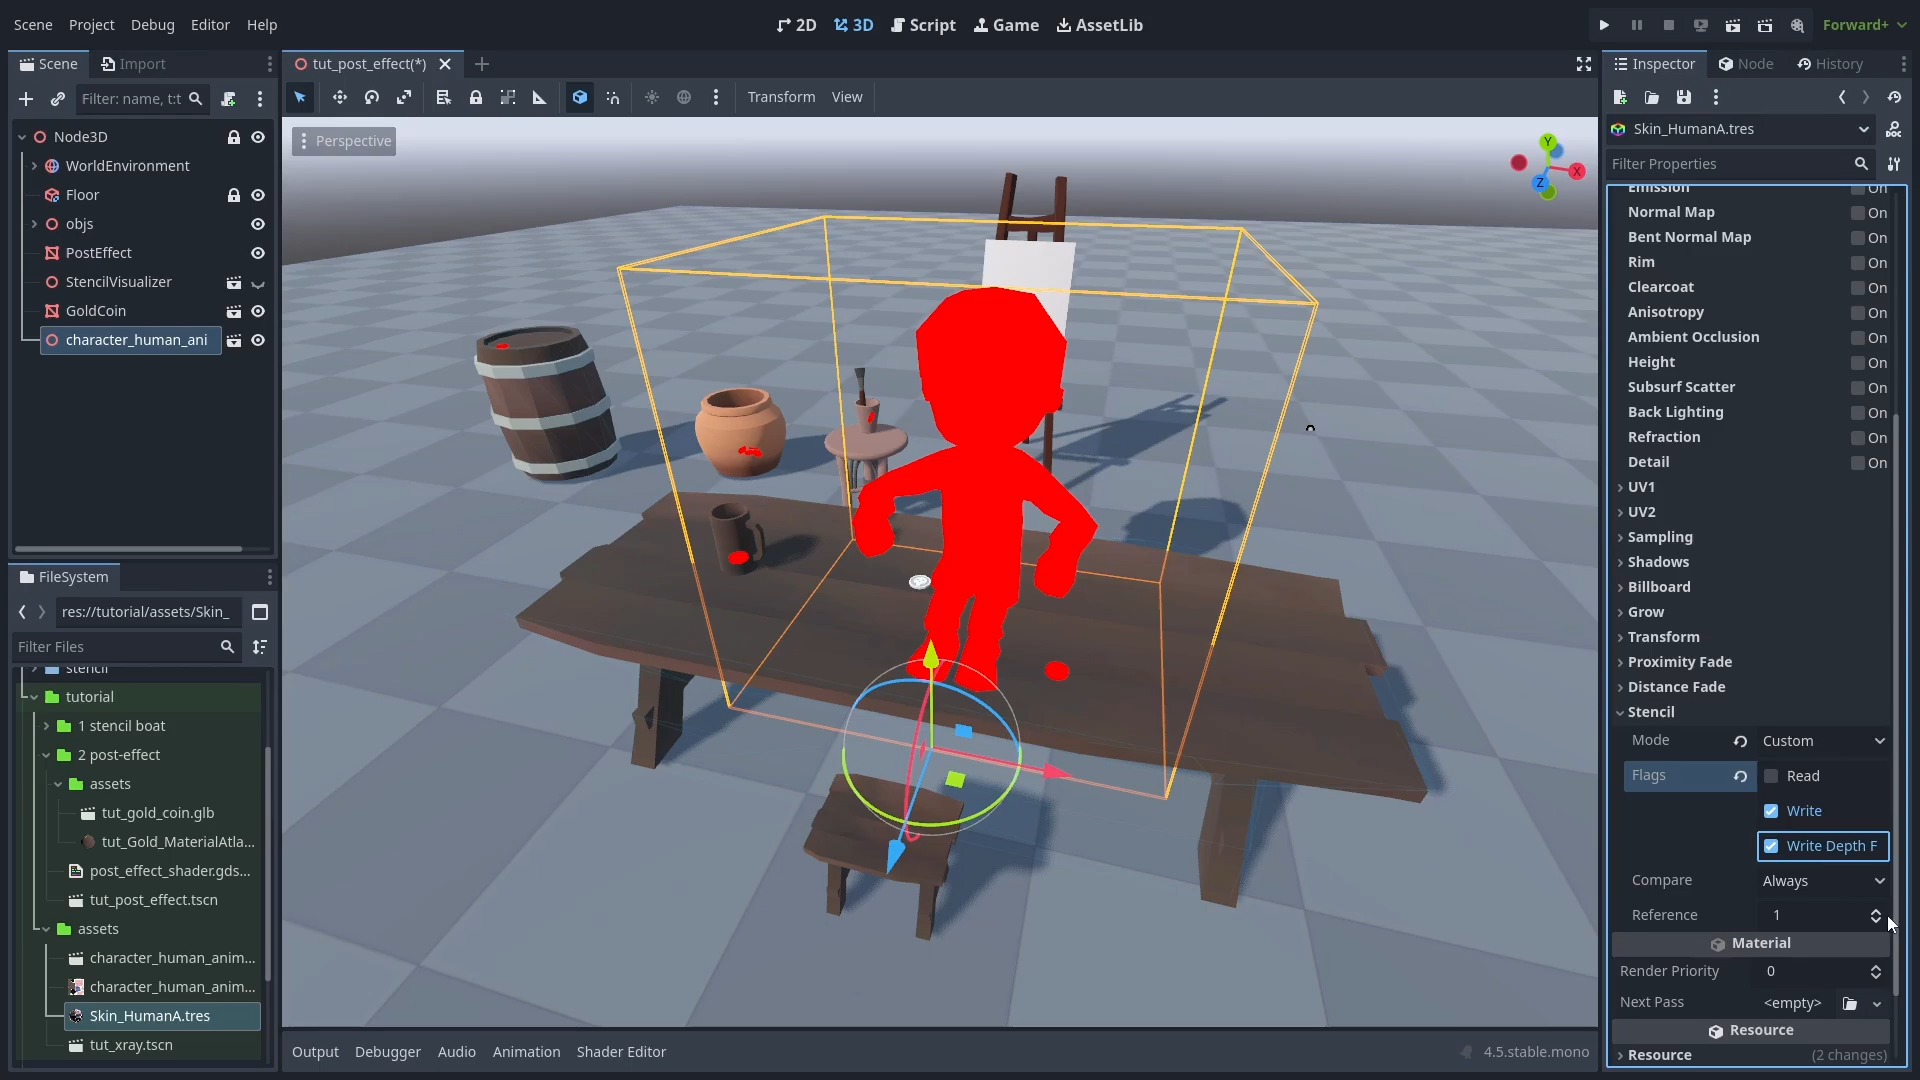 Scene Project Debug Editor Help
2D 3D Script Game AssetLib
Forward+
Scene Import
Filter: name, t:t
Node3D
WorldEnvironment
Floor
objs
PostEffect
StencilVisualizer
GoldCoin
character_human_ani
FileSystem
res://tutorial/assets/Skin_
Filter Files
stencil
tutorial
1 stencil boat
2 post-effect
assets
tut_gold_coin.glb
tut_Gold_MaterialAtla...
post_effect_shader.gds...
tut_post_effect.tscn
assets
character_human_anim...
character_human_anim...
Skin_HumanA.tres
tut_xray.tscn
tut_post_effect(*)
Transform View
Perspective
Y
X
Z
Output Debugger Audio Animation Shader Editor
4.5.stable.mono
Inspector Node History
Skin_HumanA.tres
DOC
Filter Properties
Emission On
Normal Map On
Bent Normal Map On
Rim On
Clearcoat On
Anisotropy On
Ambient Occlusion On
Height On
Subsurf Scatter On
Back Lighting On
Refraction On
Detail On
UV1
UV2
Sampling
Shadows
Billboard
Grow
Transform
Proximity Fade
Distance Fade
Stencil
Mode Custom
Flags Read
Write
Write Depth F
Compare Always
Reference 1
Material
Render Priority 0
Next Pass <empty>
Resource
Resource (2 changes)